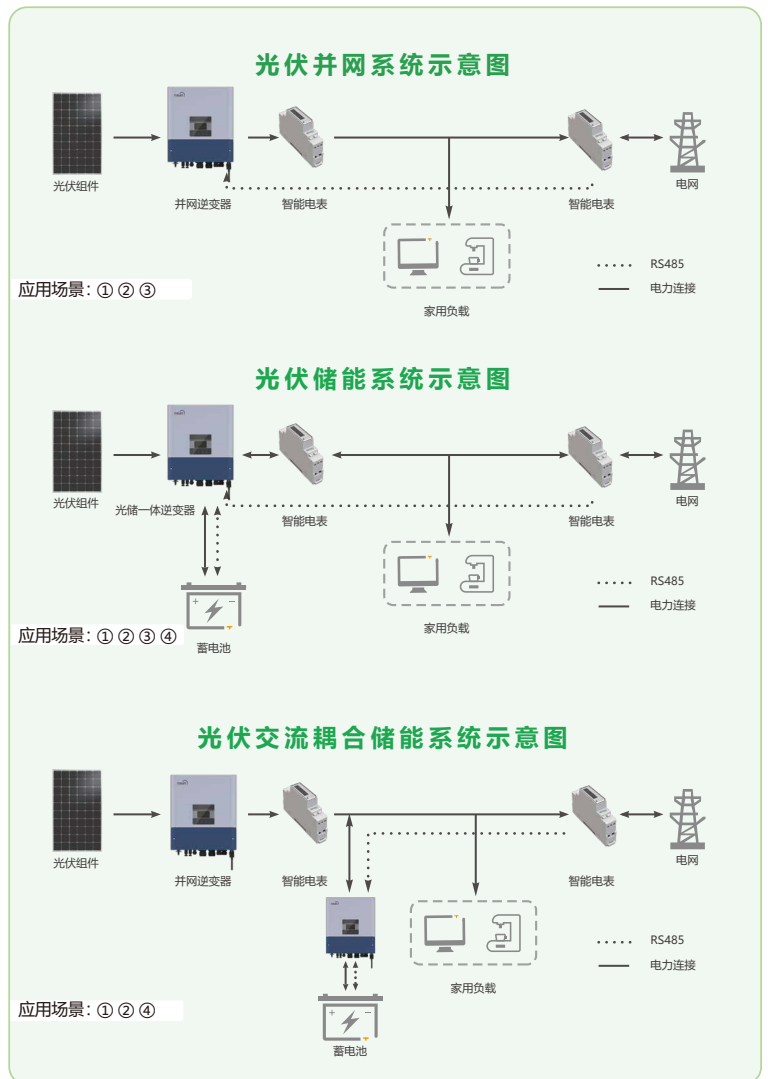 光伏并网系统示意图
光伏组件
并网逆变器
智能电表
智能电表
电网
家用负载
RS485
电力连接
应用场景：① ② ③
光伏储能系统示意图
光伏组件
光储一体逆变器
智能电表
智能电表
电网
家用负载
RS485
电力连接
蓄电池
应用场景：① ② ③ ④
光伏交流耦合储能系统示意图
光伏组件
并网逆变器
智能电表
智能电表
电网
家用负载
RS485
电力连接
蓄电池
应用场景：① ② ④